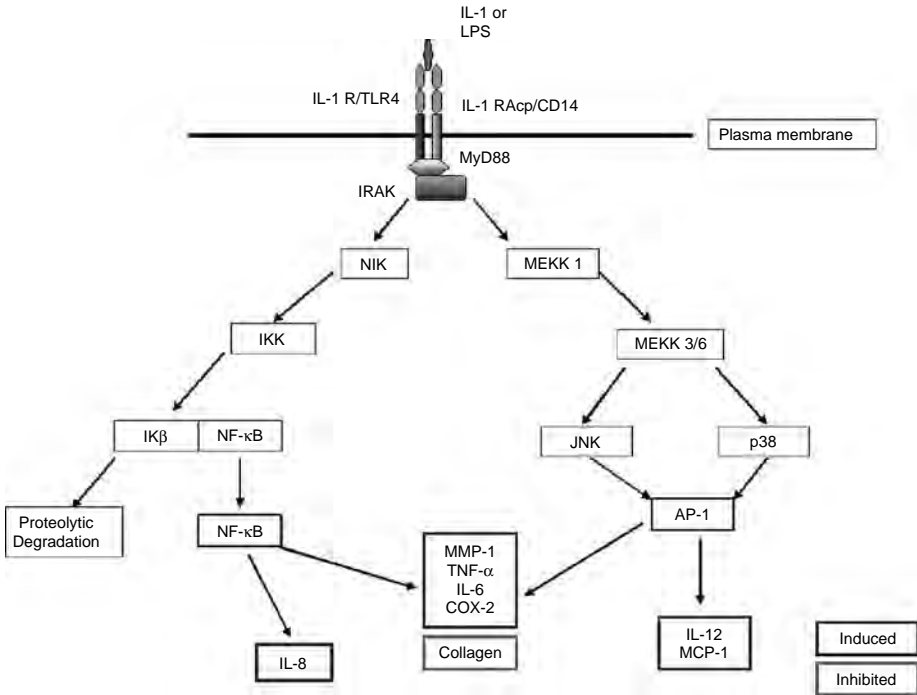 IL-1 or
LPS
IL-1 R/TLR4
IL-1 RAcp/CD14
Plasma membrane
MyD88
IRAK
NIK
MEKK 1
IKK
MEKK 3/6
IKβ
NF-κB
JNK
p38
Proteolytic
Degradation
NF-κB
AP-1
MMP-1
TNF-α
IL-6
COX-2
Collagen
IL-8
IL-12
MCP-1
Induced
Inhibited